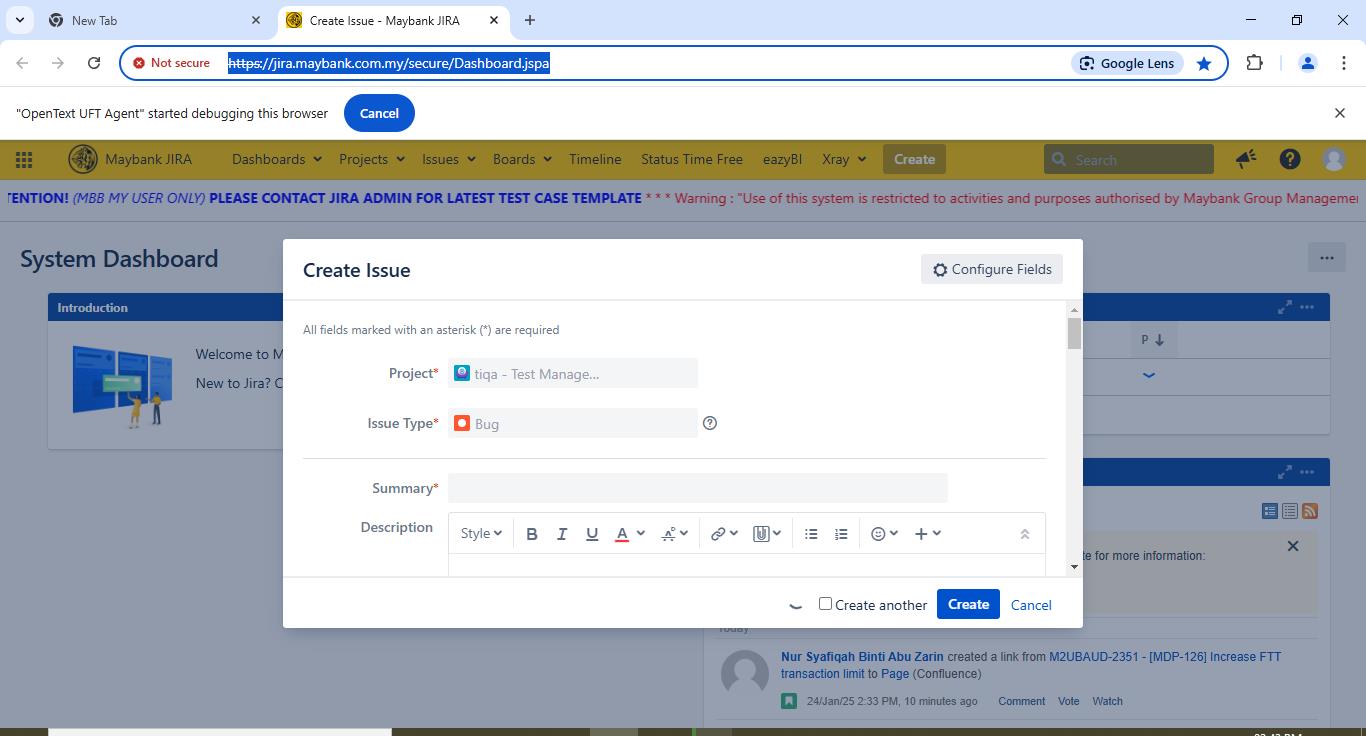 New Tab
Create Issue - Maybank JIRA
Not secure
https://jira.maybank.com.my/secure/Dashboard.jspa
Google Lens
"OpenText UFT Agent" started debugging this browser
Cancel
Maybank JIRA
Dashboards
Projects
Issues
Boards
Timeline
Status Time Free
eazyBI
Xray
Create
Search
TENTION! (MBB MY USER ONLY) PLEASE CONTACT JIRA ADMIN FOR LATEST TEST CASE TEMPLATE * * * Warning : "Use of this system is restricted to activities and purposes authorised by Maybank Group Managemen
System Dashboard
Create Issue
Configure Fields
Introduction
All fields marked with an asterisk (*) are required
P
Welcome to M
New to Jira? C
Project*
tiqa - Test Manage...
Issue Type*
Bug
Summary*
Description
Style
te for more information:
Create another
Create
Cancel
Today
Nur Syafiqah Binti Abu Zarin created a link from M2UBAUD-2351 - [MDP-126] Increase FTT
transaction limit to Page (Confluence)
24/Jan/25 2:33 PM, 10 minutes ago
Comment
Vote
Watch